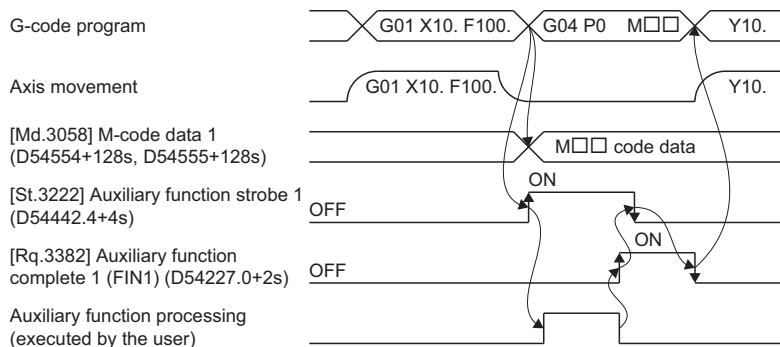 G-code program
G01 X10. F100.
G04 P0 M□□
Y10.
Axis movement
G01 X10. F100.
Y10.
[Md.3058] M-code data 1
(D54554+128s, D54555+128s)
M□□ code data
[St.3222] Auxiliary function strobe 1
(D54442.4+4s)
OFF
ON
[Rq.3382] Auxiliary function
complete 1 (FIN1) (D54227.0+2s)
OFF
ON
Auxiliary function processing
(executed by the user)